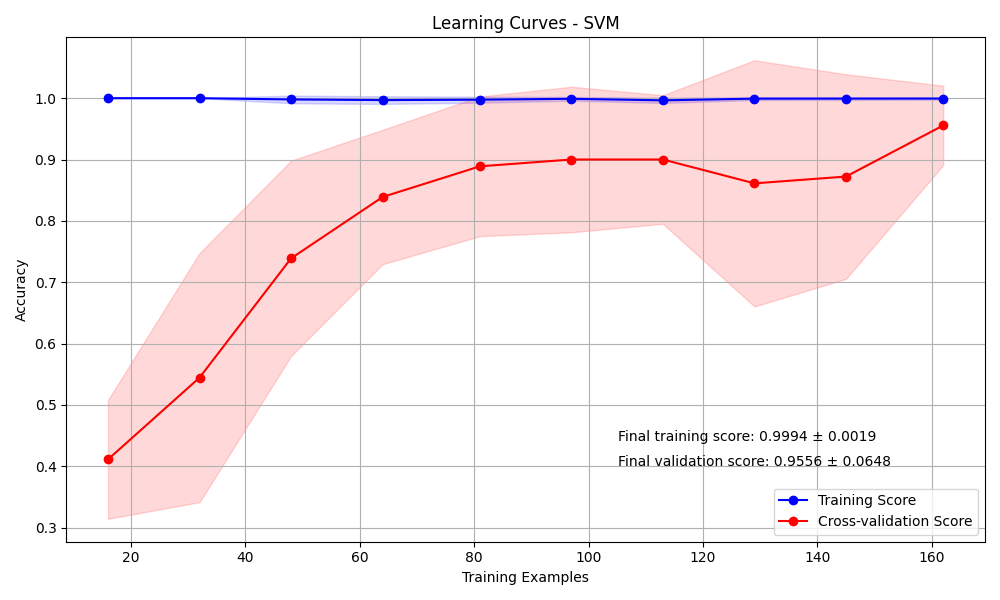 Learning Curves - SVM
Accuracy
1.0
0.9
0.8
0.7
0.6
0.5
0.4
0.3
Final training score: 0.9994 ± 0.0019
Final validation score: 0.9556 ± 0.0648
Training Score
Cross-validation Score
20 40 60 80 100 120 140 160
Training Examples